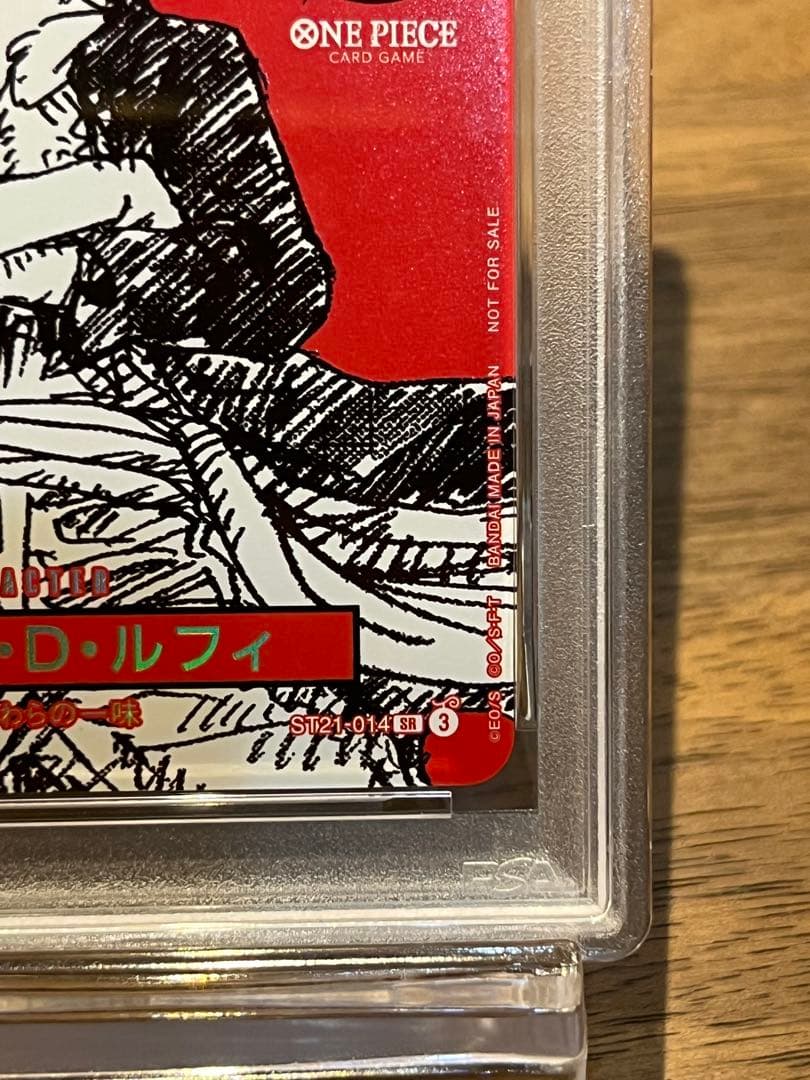 ONE PIECE
CARD GAME
©EO/S ©O/S・F・T BANDAI MADE IN JAPAN NOT FOR SALE
ACTER
・D・ルフィ
わらの一味
ST21-014 SR 3
PSA